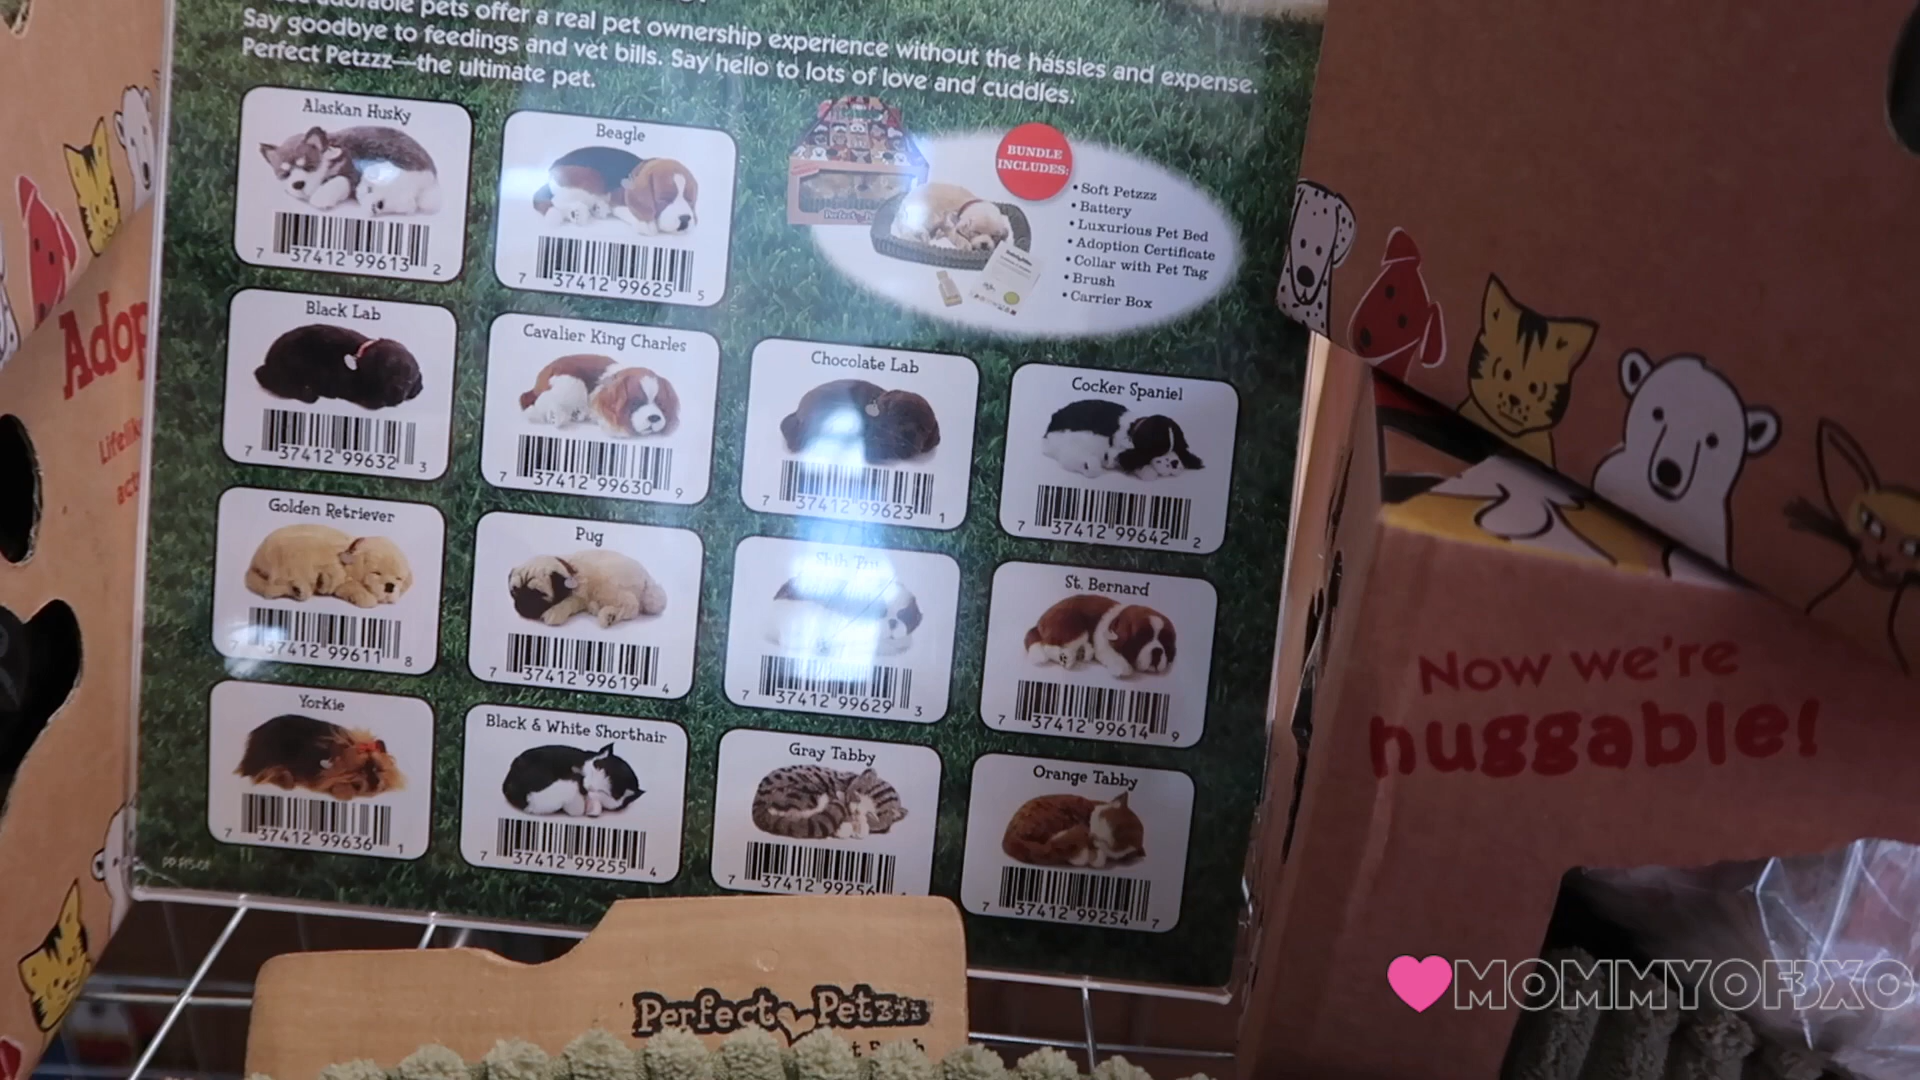 pets offer a real pet ownership experience without the hassles and expense.
Say goodbye to feedings and vet bills. Say hello to lots of love and cuddles.
Perfect Petzzz—the ultimate pet.
Alaskan Husky
7 37412 99613 2
Beagle
7 37412 99625 5
BUNDLE
INCLUDES:
• Soft Petzzz
• Battery
• Luxurious Pet Bed
• Adoption Certificate
• Collar with Pet Tag
• Brush
• Carrier Box
Black Lab
7 37412 99632 3
Cavalier King Charles
7 37412 99630 9
Chocolate Lab
7 37412 99623 1
Cocker Spaniel
7 37412 99642 2
Golden Retriever
7 37412 99611 8
Pug
7 37412 99619 4
Shih Tzu
7 37412 99629 3
St. Bernard
7 37412 99614 9
Yorkie
7 37412 99636 1
Black & White Shorthair
7 37412 99255 4
Gray Tabby
7 37412 99256
Orange Tabby
7 37412 99254 7
Now we're
huggable!
Perfect Petzzz
MOMMYOF3XO